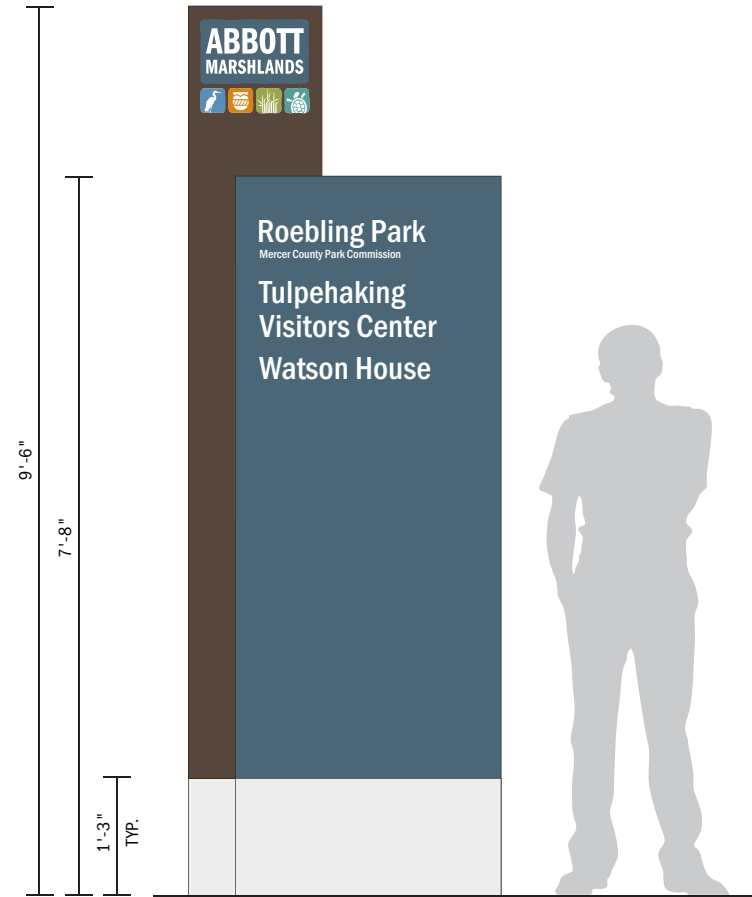 ABBOTT
MARSHLANDS
Roebling Park
Mercer County Park Commission
Tulpehaking
Visitors Center
Watson House
9'-6"
7'-8"
1'-3"
TYP.